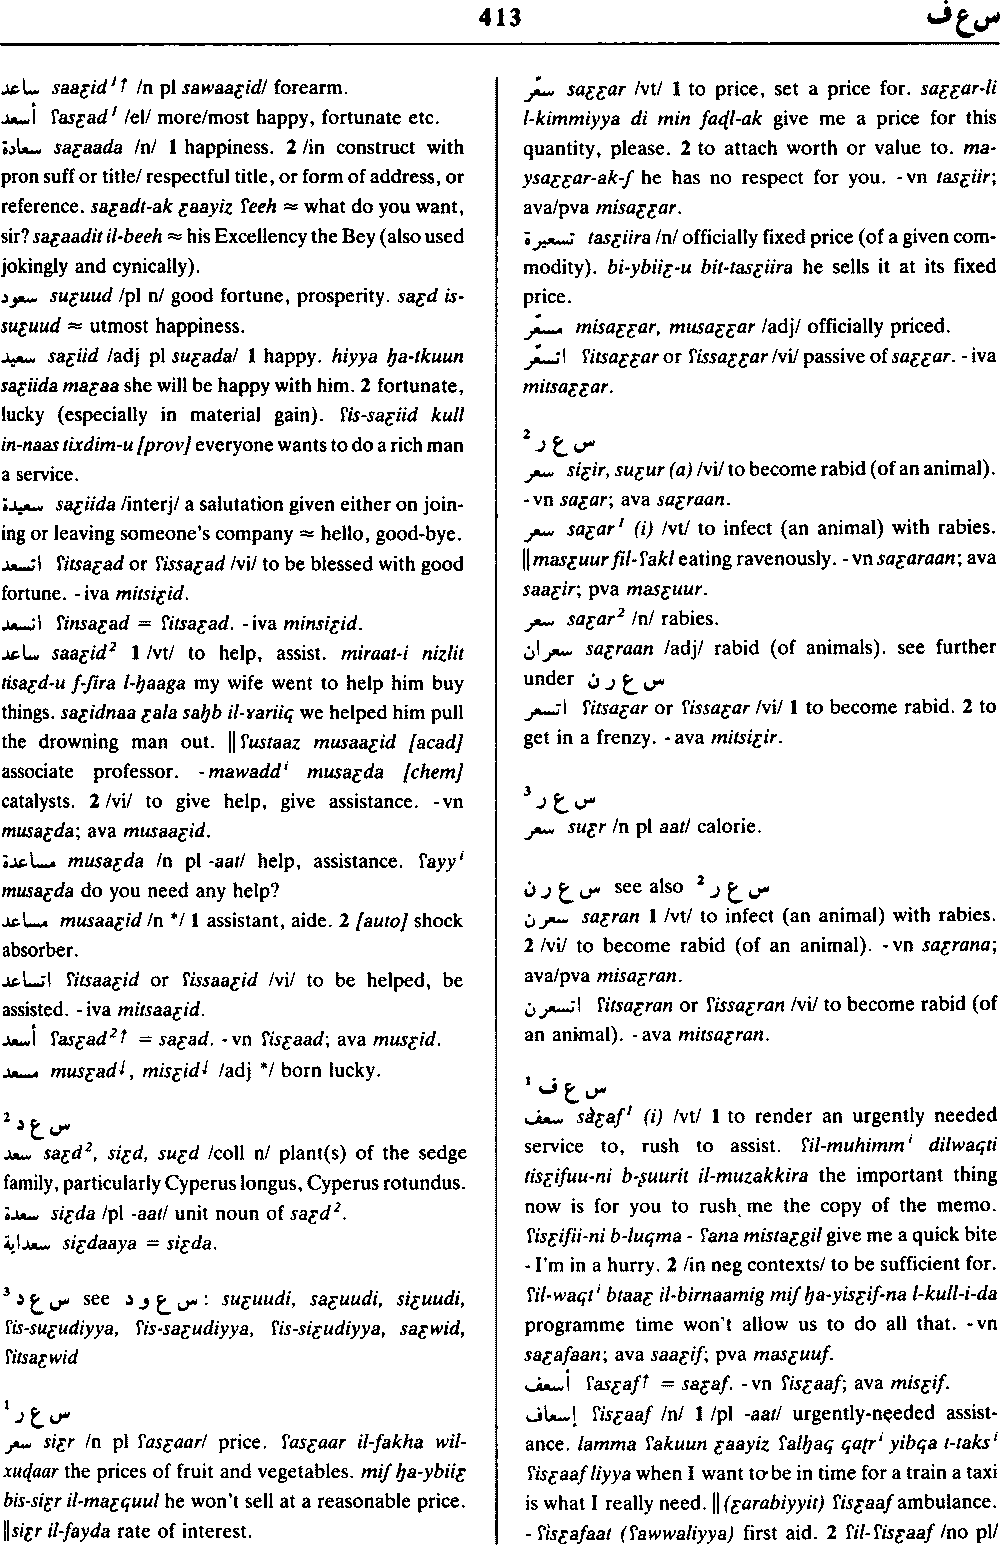 413
س ع ف
ساعد saaɛid¹↑ /n pl sawaaɛid/ forearm.
أسعد ʕasɛad¹ /el/ more/most happy, fortunate etc.
سعادة saɛaada /n/ 1 happiness. 2 /in construct with
pron suff or title/ respectful title, or form of address, or
reference. saɛadt-ak ɛaayiz ʕeeh ≈ what do you want,
sir? saɛaadit il-beeh ≈ his Excellency the Bey (also used
jokingly and cynically).
سعود suɛuud /pl n/ good fortune, prosperity. saɛd is-
suɛuud ≈ utmost happiness.
سعيد saɛiid /adj pl suɛada/ 1 happy. hiyya ḥa-tkuun
saɛiida maɛaa she will be happy with him. 2 fortunate,
lucky (especially in material gain). ʕis-saɛiid kull
in-naas tixdim-u [prov] everyone wants to do a rich man
a service.
سعيدة saɛiida /interj/ a salutation given either on join-
ing or leaving someone's company ≈ hello, good-bye.
اتسعد ʕitsaɛad or ʕissaɛad /vi/ to be blessed with good
fortune. -iva mitsiɛid.
انسعد ʕinsaɛad = ʕitsaɛad. -iva minsiɛid.
ساعد saaɛid² 1 /vt/ to help, assist. miraat-i nizlit
tisaɛd-u f-ʃira l-ḥaaga my wife went to help him buy
things. saɛidnaa ɛala saḥb il-ɤariiq we helped him pull
the drowning man out. ‖ ʕustaaz musaaɛid [acad]
associate professor. -mawaddⁱ musaɛda [chem]
catalysts. 2 /vi/ to give help, give assistance. -vn
musaɛda; ava musaaɛid.
مساعدة musaɛda /n pl -aat/ help, assistance. ʕayyⁱ
musaɛda do you need any help?
مساعد musaaɛid /n */ 1 assistant, aide. 2 [auto] shock
absorber.
اتساعد ʕitsaaɛid or ʕissaaɛid /vi/ to be helped, be
assisted. -iva mitsaaɛid.
أسعد ʕasɛad²↑ = saɛad. -vn ʕisɛaad; ava musɛid.
مسعد musɛad↓, misɛid↓ /adj */ born lucky.
س ع د ²
سعد saɛd², siɛd, suɛd /coll n/ plant(s) of the sedge
family, particularly Cyperus longus, Cyperus rotundus.
سعدة siɛda /pl -aat/ unit noun of saɛd².
سعداية siɛdaaya = siɛda.
س ع د ³ see س ع و د : suɛuudi, saɛuudi, siɛuudi,
ʕis-suɛudiyya, ʕis-saɛudiyya, ʕis-siɛudiyya, saɛwid,
ʕitsaɛwid
س ع ر ¹
سعر siɛr /n pl ʕasɛaar/ price. ʕasɛaar il-fakha wil-
xuḍaar the prices of fruit and vegetables. miʃ ḥa-ybiiɛ
bis-siɛr il-maɛquul he won't sell at a reasonable price.
‖siɛr il-fayda rate of interest.
سعّر saɛɛar /vt/ 1 to price, set a price for. saɛɛar-li
l-kimmiyya di min faḍl-ak give me a price for this
quantity, please. 2 to attach worth or value to. ma-
ysaɛɛar-ak-ʃ he has no respect for you. -vn tasɛiir;
ava/pva misaɛɛar.
تسعيرة tasɛiira /n/ officially fixed price (of a given com-
modity). bi-ybiiɛ-u bit-tasɛiira he sells it at its fixed
price.
مسعّر misaɛɛar, musaɛɛar /adj/ officially priced.
اتسعّر ʕitsaɛɛar or ʕissaɛɛar /vi/ passive of saɛɛar. -iva
mitsaɛɛar.
س ع ر ²
سعر siɛir, suɛur (a) /vi/ to become rabid (of an animal).
-vn saɛar; ava saɛraan.
سعر saɛar¹ (i) /vt/ to infect (an animal) with rabies.
‖masɛuur fil-ʕakl eating ravenously. -vn saɛaraan; ava
saaɛir; pva masɛuur.
سعر saɛar² /n/ rabies.
سعران saɛraan /adj/ rabid (of animals). see further
under س ع ر ن
اتسعر ʕitsaɛar or ʕissaɛar /vi/ 1 to become rabid. 2 to
get in a frenzy. -ava mitsiɛir.
س ع ر ³
سعر suɛr /n pl aat/ calorie.
س ع ر ن see also س ع ر ²
سعرن saɛran 1 /vt/ to infect (an animal) with rabies.
2 /vi/ to become rabid (of an animal). -vn saɛrana;
ava/pva misaɛran.
اتسعرن ʕitsaɛran or ʕissaɛran /vi/ to become rabid (of
an animal). -ava mitsaɛran.
س ع ف ¹
سعف saɛaf¹ (i) /vt/ 1 to render an urgently needed
service to, rush to assist. ʕil-muhimmⁱ dilwaqti
tisɛifuu-ni b-ṣuurit il-muzakkira the important thing
now is for you to rush me the copy of the memo.
ʕisɛifii-ni b-luqma - ʕana mistaɛgil give me a quick bite
-I'm in a hurry. 2 /in neg contexts/ to be sufficient for.
ʕil-waqtⁱ btaaɛ il-birnaamig miʃ ḥa-yisɛif-na l-kull-i-da
programme time won't allow us to do all that. -vn
saɛafaan; ava saaɛif; pva masɛuuf.
أسعف ʕasɛaf↑ = saɛaf. -vn ʕisɛaaf; ava misɛif.
إسعاف ʕisɛaaf /n/ 1 /pl -aat/ urgently-needed assist-
ance. lamma ʕakuun ɛaayiz ʕalḥaq qaṭrⁱ yibqa t-taksⁱ
ʕisɛaaf liyya when I want to be in time for a train a taxi
is what I really need. ‖ (ɛarabiyyit) ʕisɛaaf ambulance.
- ʕisɛafaat (ʕawwaliyya) first aid. 2 ʕil-ʕisɛaaf /no pl/